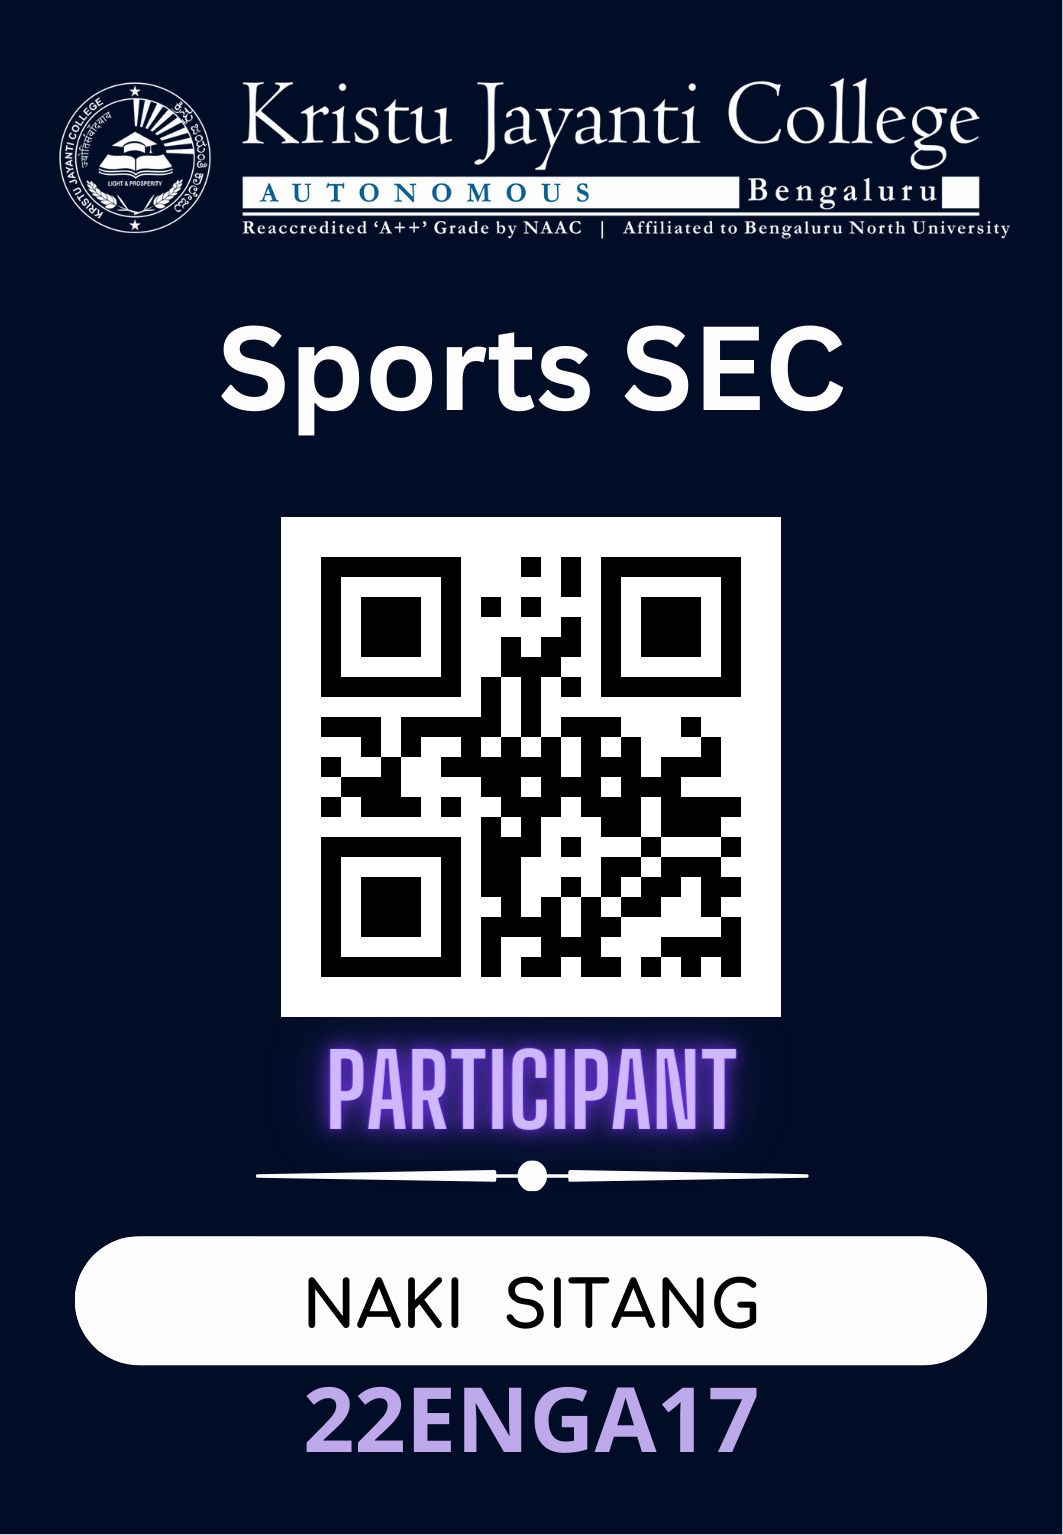 KRISTU JAYANTI COLLEGE
ಕ್ರಿಸ್ತು ಜಯಂತಿ ಕಾಲೇಜು
LIGHT & PROSPERITY
Kristu Jayanti College
AUTONOMOUS Bengaluru
Reaccredited ‘A++’ Grade by NAAC | Affiliated to Bengaluru North University
Sports SEC
PARTICIPANT
NAKI SITANG
22ENGA17